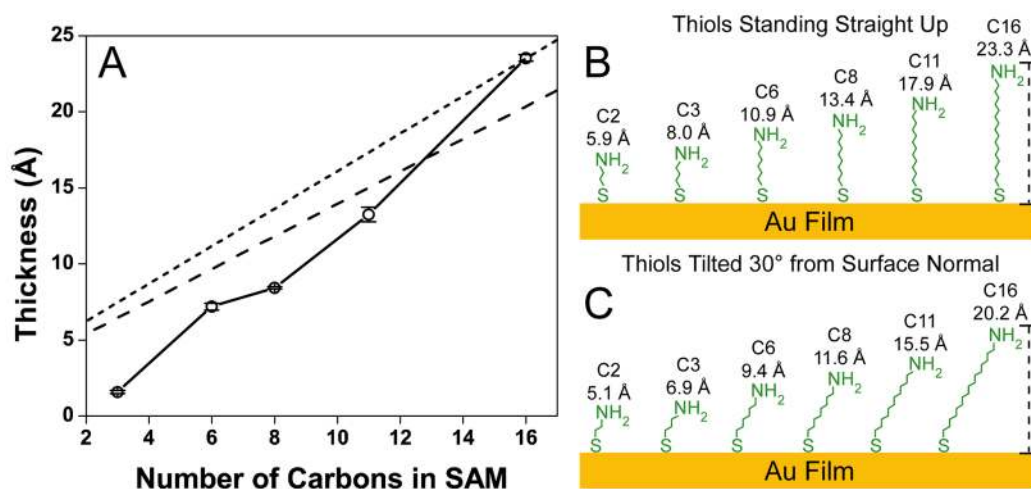 A
Thickness (Å)
25
20
15
10
5
0
2 4 6 8 10 12 14 16
Number of Carbons in SAM
B
Thiols Standing Straight Up
C2
5.9 Å
NH2
S
C3
8.0 Å
NH2
S
C6
10.9 Å
NH2
S
C8
13.4 Å
NH2
S
C11
17.9 Å
NH2
S
C16
23.3 Å
NH2
S
Au Film
Thiols Tilted 30° from Surface Normal
C
C2
5.1 Å
NH2
S
C3
6.9 Å
NH2
S
C6
9.4 Å
NH2
S
C8
11.6 Å
NH2
S
C11
15.5 Å
NH2
S
C16
20.2 Å
NH2
S
Au Film